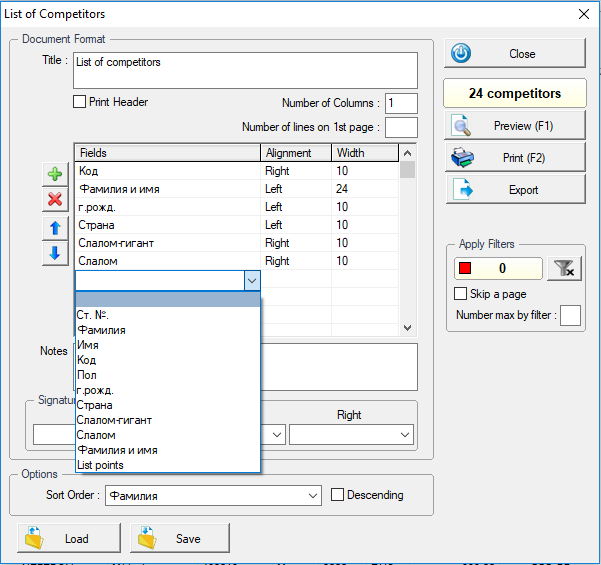 List of Competitors
Document Format
Title :
List of competitors
Print Header
Number of Columns :
1
Number of lines on 1st page :
Fields Alignment Width
Код Right 10
Фамилия и имя Left 24
г.рожд. Left 10
Страна Left 10
Слалом-гигант Right 10
Слалом Right 10
Ст. №.
Фамилия
Имя
Код
Пол
г.рожд.
Страна
Слалом-гигант
Слалом
Фамилия и имя
List points
Notes
Signatu
Right
Options
Sort Order : Фамилия
Descending
Load
Save
Close
24 competitors
Preview (F1)
Print (F2)
Export
Apply Filters
0
Skip a page
Number max by filter :